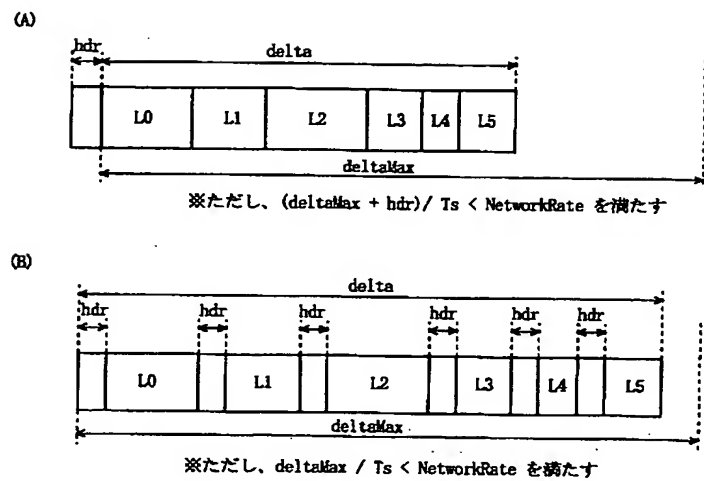 (A)
hdr delta
L0 L1 L2 L3 L4 L5
deltaMax
※ただし、(deltaMax + hdr)/ Ts < NetworkRate を満たす
(B)
delta
hdr hdr hdr hdr hdr hdr
L0 L1 L2 L3 L4 L5
deltaMax
※ただし、deltaMax / Ts < NetworkRate を満たす